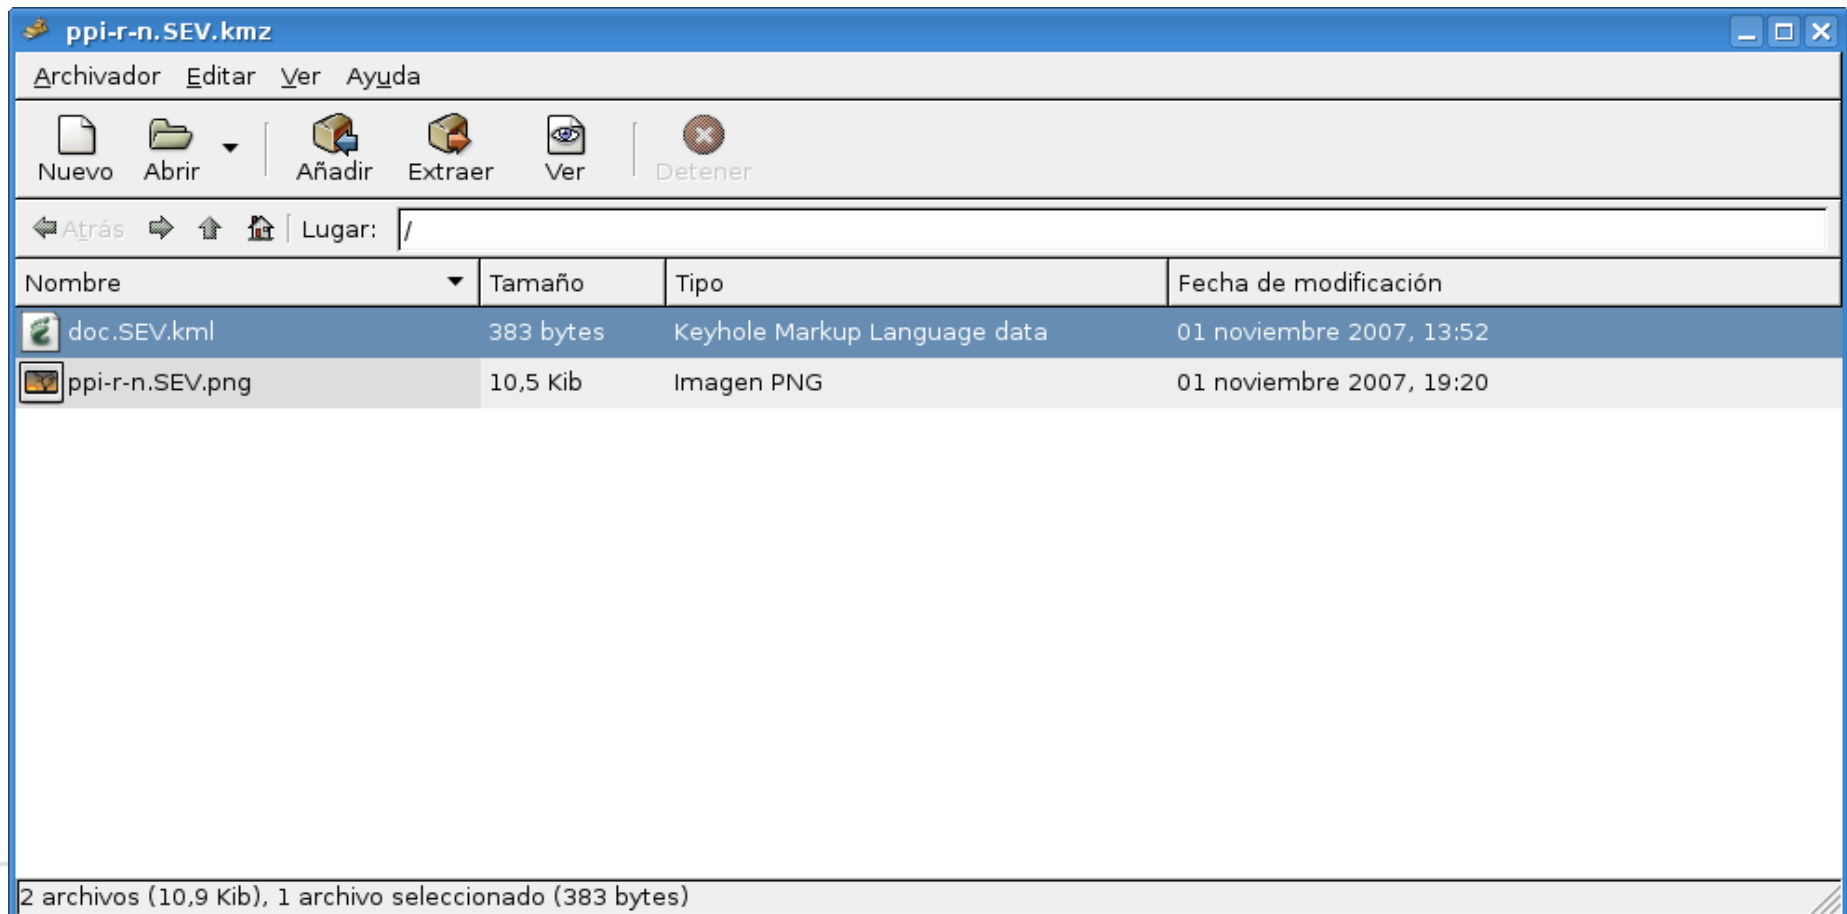 ppi-r-n.SEV.kmz
Archivador Editar Ver Ayuda
Nuevo Abrir Añadir Extraer Ver Detener
Atrás Lugar: /
Nombre Tamaño Tipo Fecha de modificación
doc.SEV.kml 383 bytes Keyhole Markup Language data 01 noviembre 2007, 13:52
ppi-r-n.SEV.png 10,5 Kib Imagen PNG 01 noviembre 2007, 19:20
2 archivos (10,9 Kib), 1 archivo seleccionado (383 bytes)